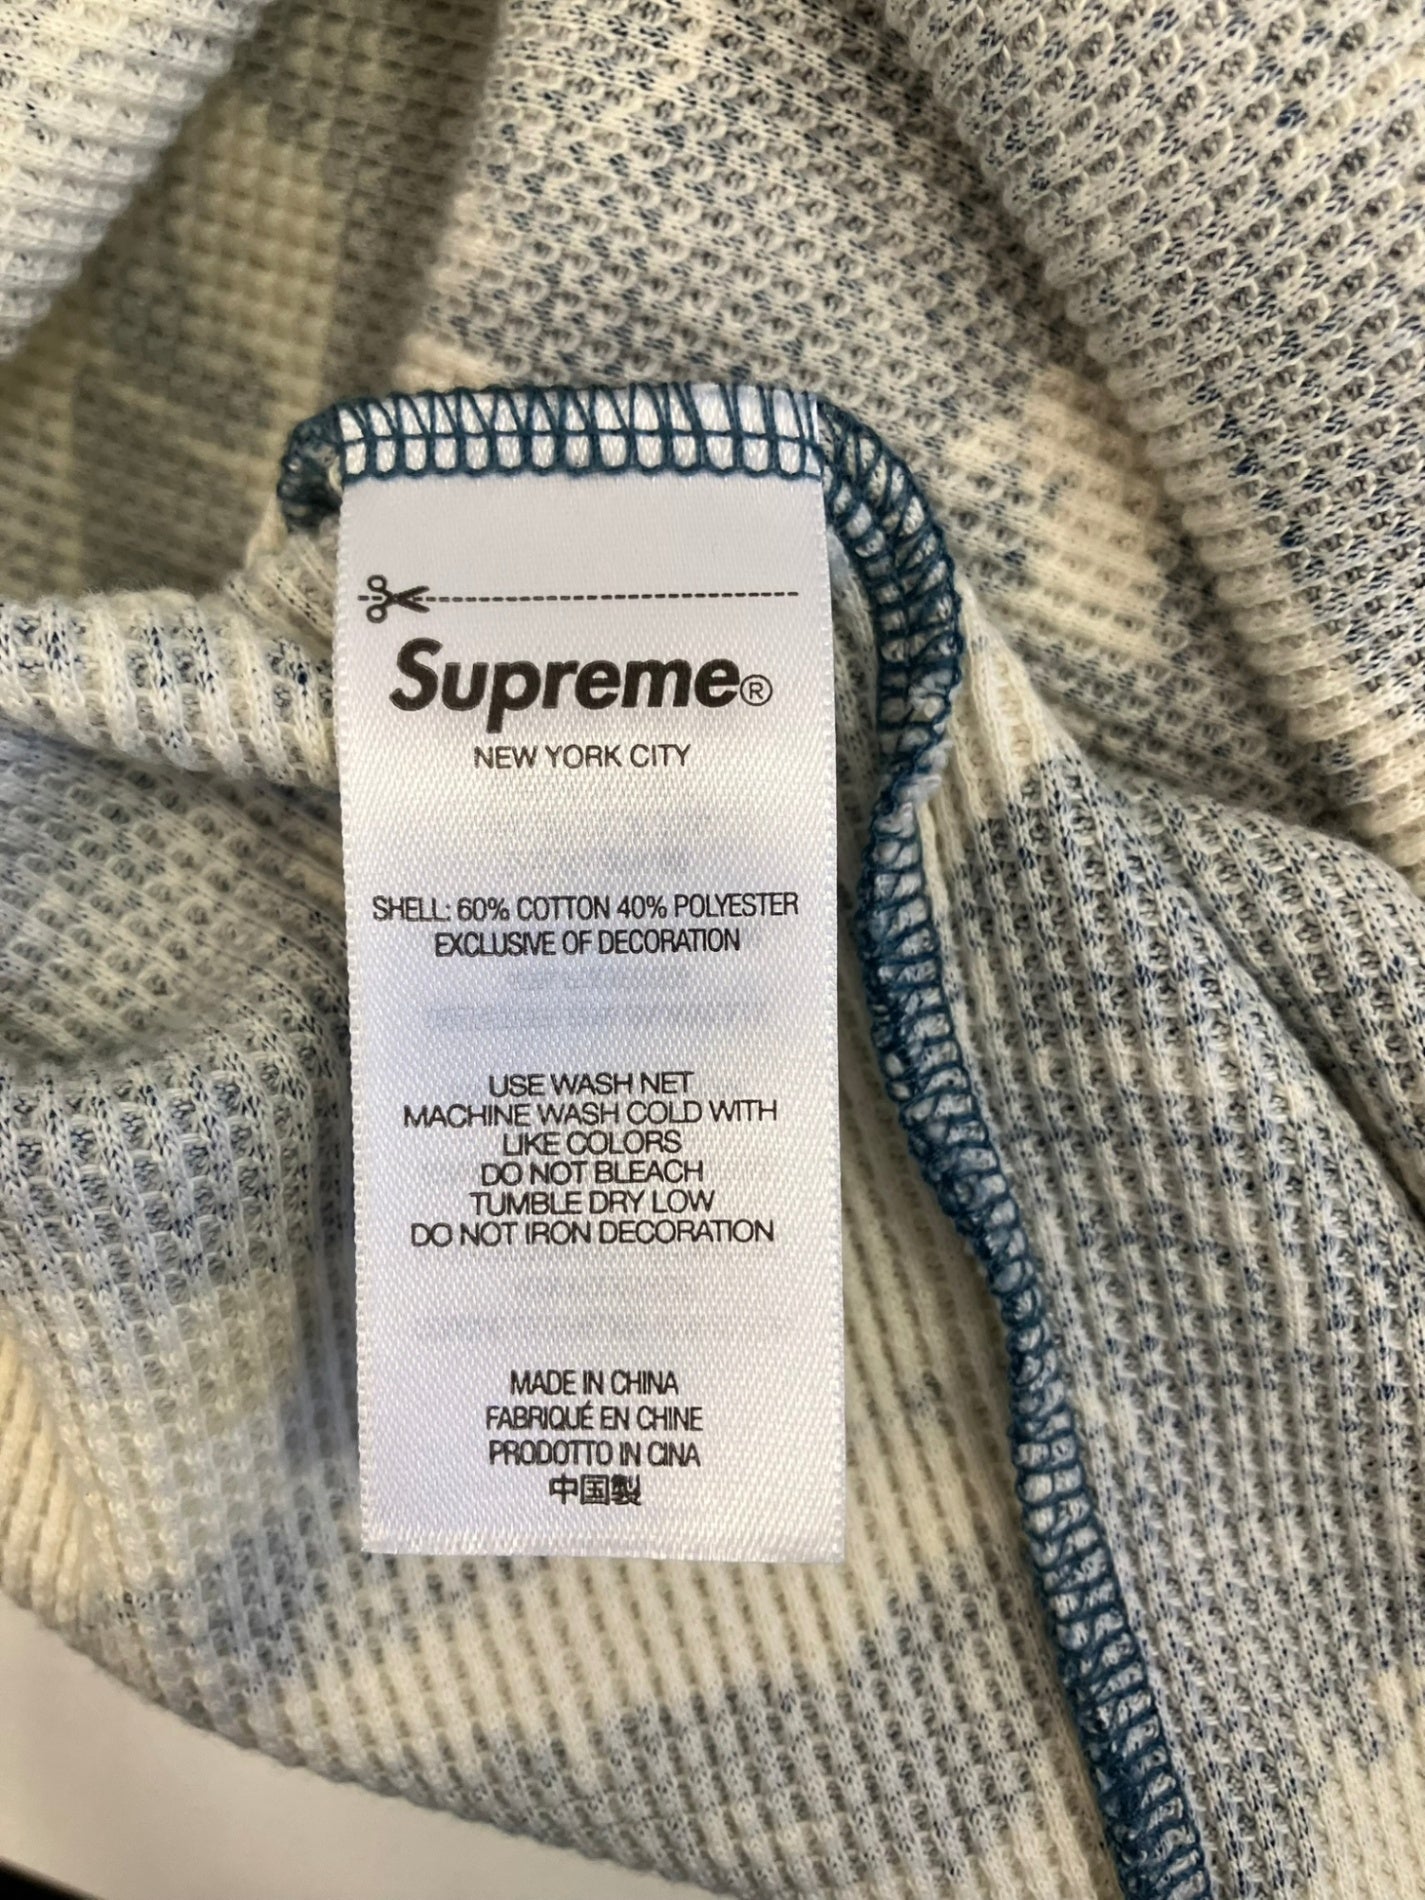 Supreme®
NEW YORK CITY
SHELL: 60% COTTON 40% POLYESTER
EXCLUSIVE OF DECORATION
USE WASH NET
MACHINE WASH COLD WITH
LIKE COLORS
DO NOT BLEACH
TUMBLE DRY LOW
DO NOT IRON DECORATION
MADE IN CHINA
FABRIQUÉ EN CHINE
PRODOTTO IN CINA
中国製